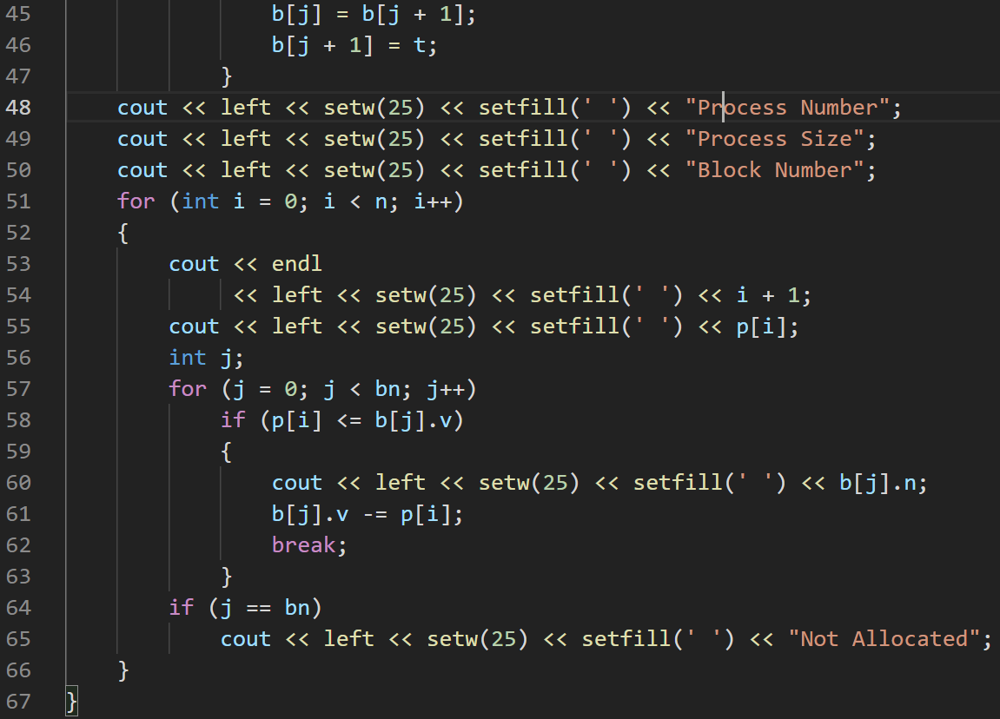 45                 b[j] = b[j + 1];
46                 b[j + 1] = t;
47             }
48     cout << left << setw(25) << setfill(' ') << "Process Number";
49     cout << left << setw(25) << setfill(' ') << "Process Size";
50     cout << left << setw(25) << setfill(' ') << "Block Number";
51     for (int i = 0; i < n; i++)
52     {
53         cout << endl
54              << left << setw(25) << setfill(' ') << i + 1;
55         cout << left << setw(25) << setfill(' ') << p[i];
56         int j;
57         for (j = 0; j < bn; j++)
58             if (p[i] <= b[j].v)
59             {
60                 cout << left << setw(25) << setfill(' ') << b[j].n;
61                 b[j].v -= p[i];
62                 break;
63             }
64         if (j == bn)
65             cout << left << setw(25) << setfill(' ') << "Not Allocated";
66     }
67 }